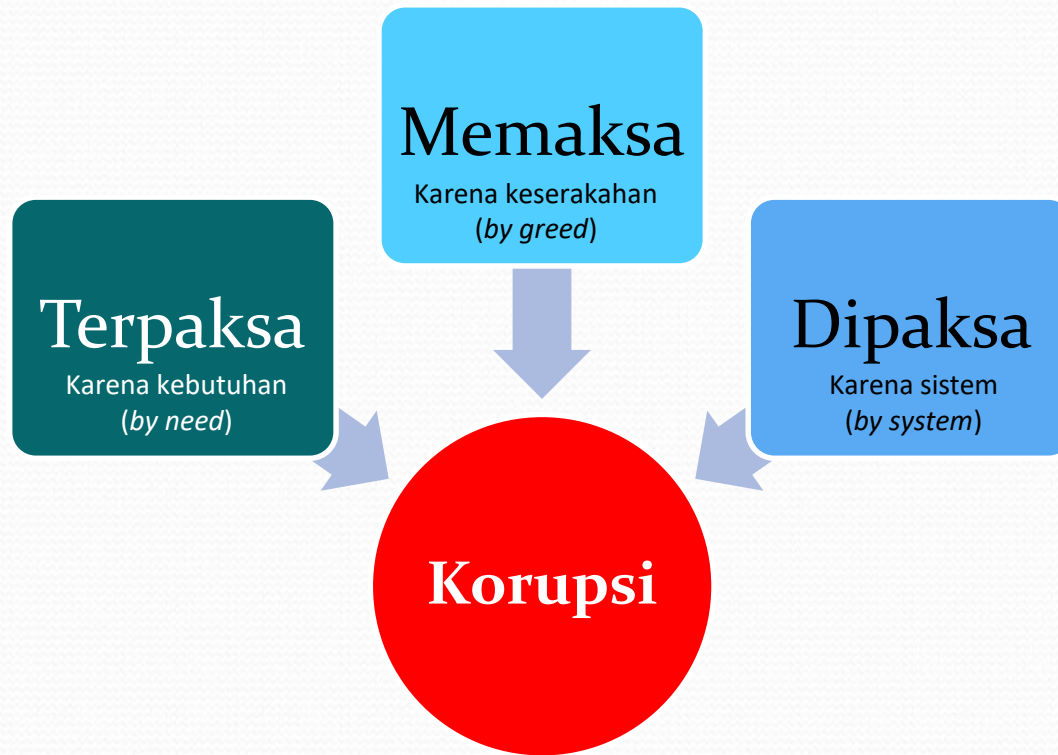 Memaksa
Karena keserakahan
(by greed)
Terpaksa
Karena kebutuhan
(by need)
Dipaksa
Karena sistem
(by system)
Korupsi